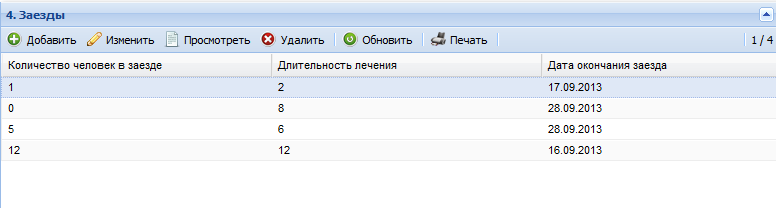 4. Заезды
Добавить Изменить Просмотреть Удалить Обновить Печать 1 / 4
Количество человек в заезде Длительность лечения Дата окончания заезда
1 2 17.09.2013
0 8 28.09.2013
5 6 28.09.2013
12 12 16.09.2013